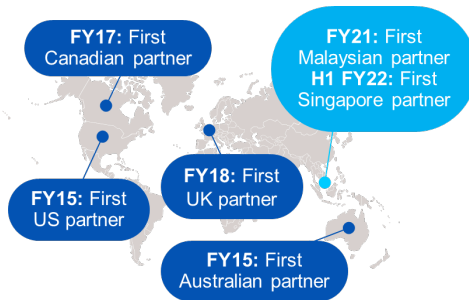 FY17: First
Canadian partner
FY21: First
Malaysian partner
H1 FY22: First
Singapore partner
FY15: First
US partner
FY18: First
UK partner
FY15: First
Australian partner